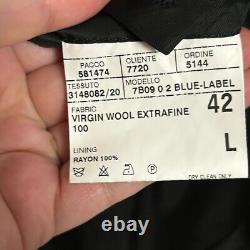 PACCO CLIENTE ORDINE
581474 7720 5144
TESSUTO MODELLO
3148082/20 7B09 0 2 BLUE-LABEL
FABRIC 42
VIRGIN WOOL EXTRAFINE
100
L
LINING
RAYON 100%
DRY CLEAN ONLY